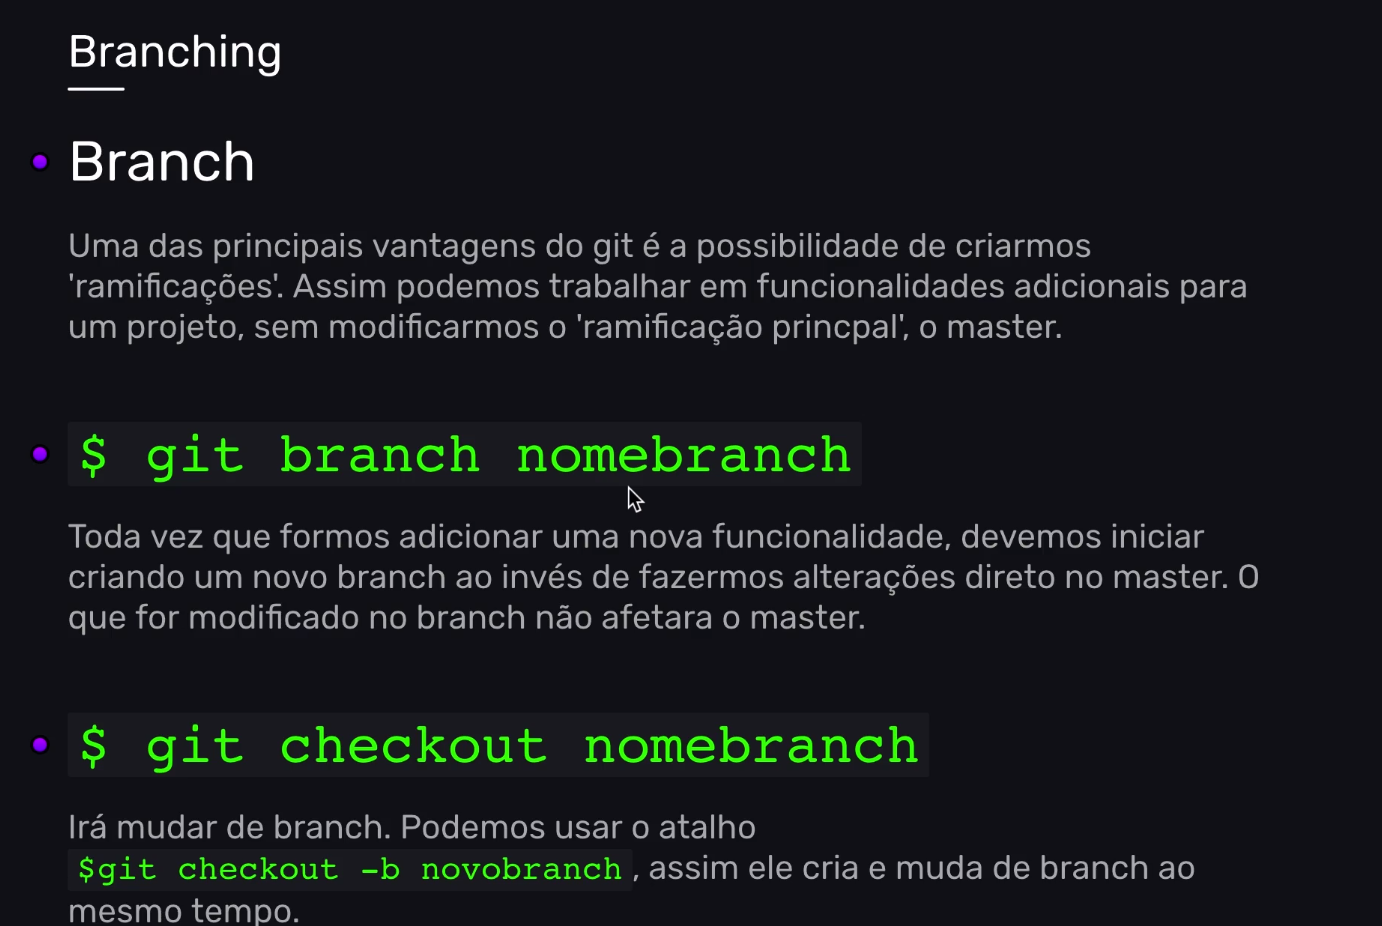 Branching
Branch
Uma das principais vantagens do git é a possibilidade de criarmos
'ramificações'. Assim podemos trabalhar em funcionalidades adicionais para
um projeto, sem modificarmos o 'ramificação princpal', o master.
$ git branch nomebranch
Toda vez que formos adicionar uma nova funcionalidade, devemos iniciar
criando um novo branch ao invés de fazermos alterações direto no master. O
que for modificado no branch não afetara o master.
$ git checkout nomebranch
Irá mudar de branch. Podemos usar o atalho
$git checkout -b novobranch, assim ele cria e muda de branch ao
mesmo tempo.